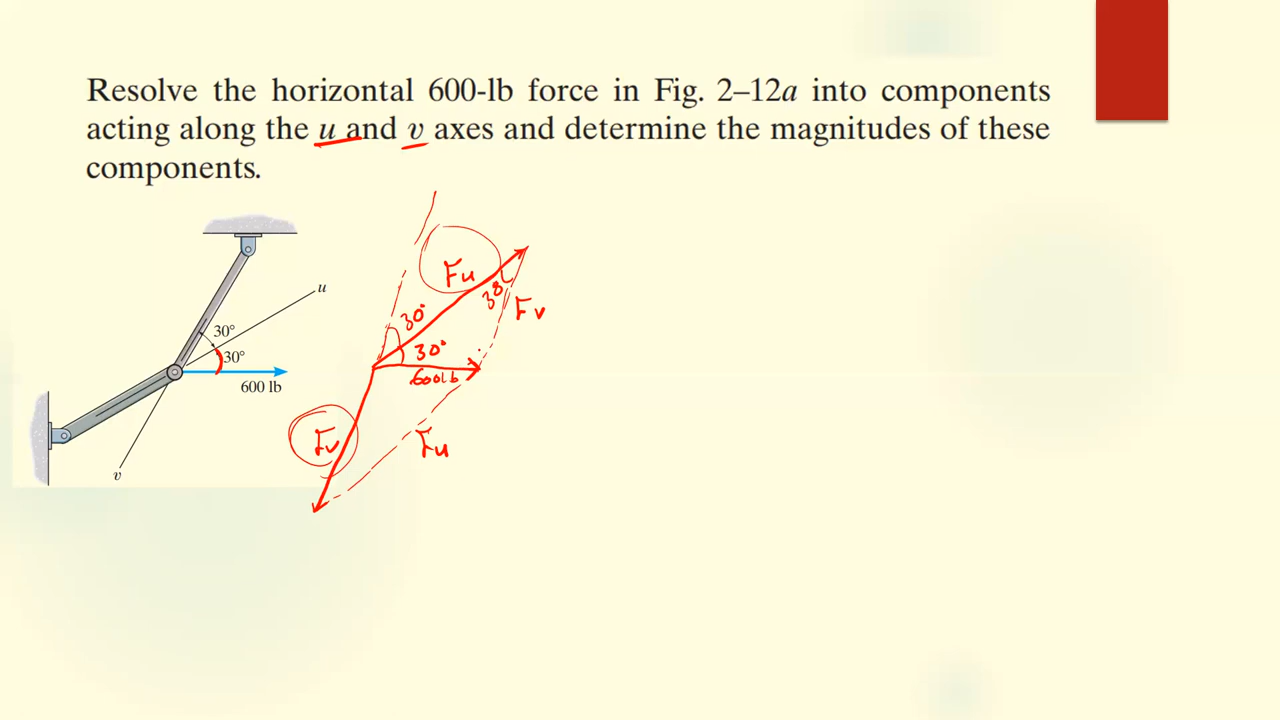 Resolve the horizontal 600-lb force in Fig. 2–12a into components
acting along the u and v axes and determine the magnitudes of these
components.
u
30°
30°
600 lb
v
Fu
30°
30°
30°
Fv
600lb
Fv
Fu